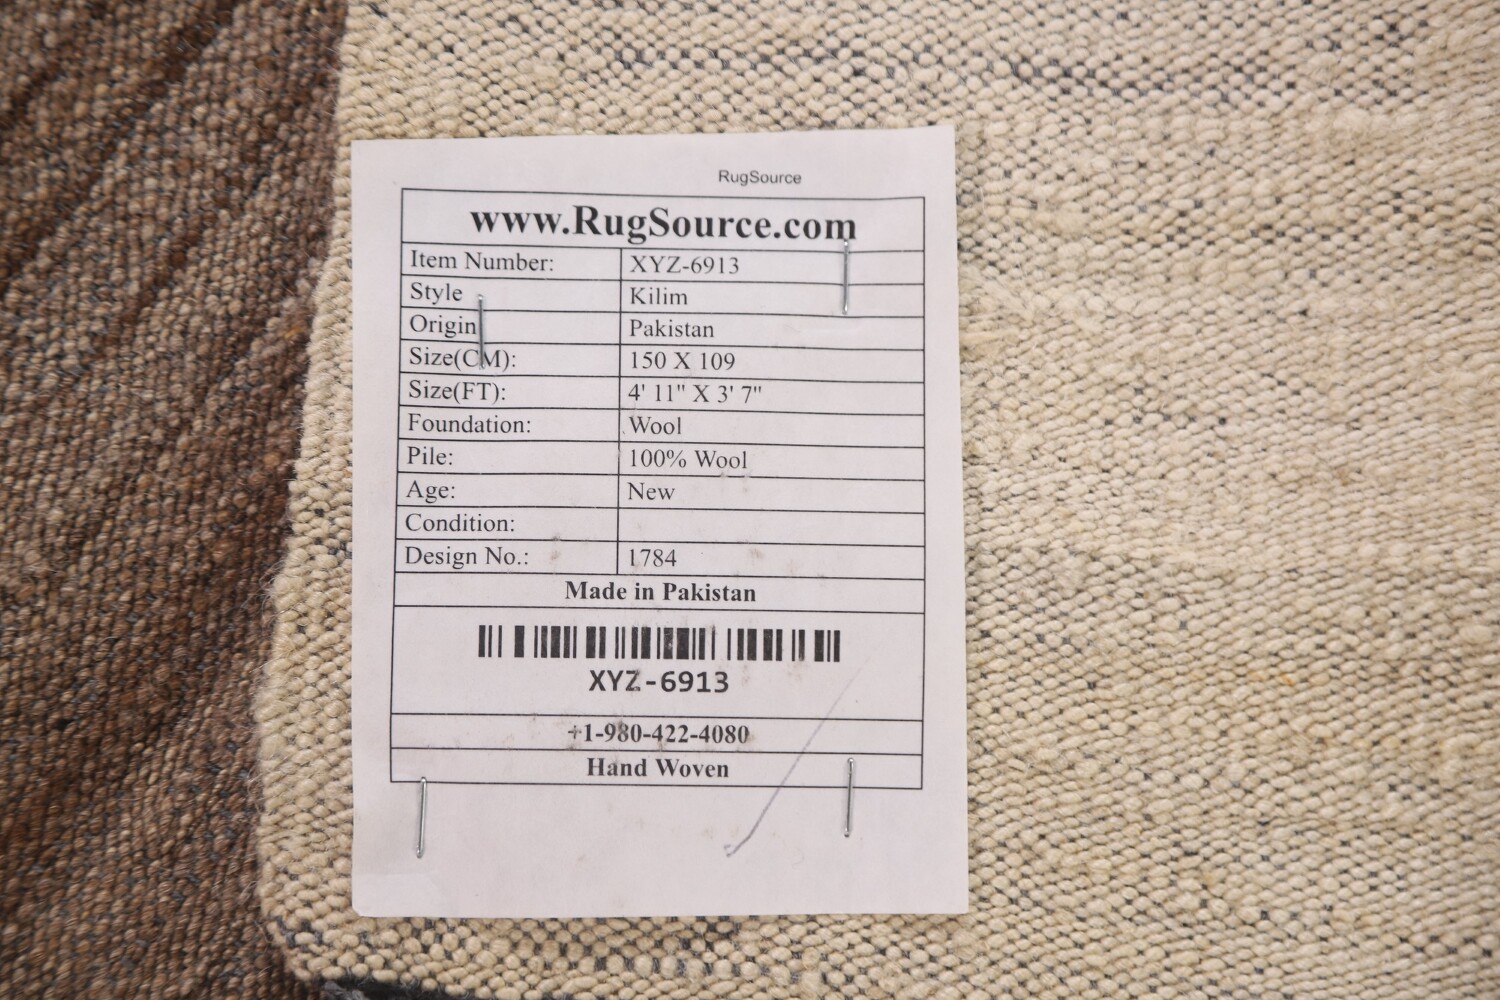 RugSource
www.RugSource.com
Item Number: XYZ-6913
Style Kilim
Origin Pakistan
Size(CM): 150 X 109
Size(FT): 4' 11" X 3' 7"
Foundation: Wool
Pile: 100% Wool
Age: New
Condition:
Design No.: 1784
Made in Pakistan
XYZ-6913
+1-980-422-4080
Hand Woven